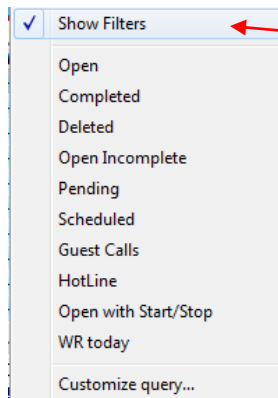 Show Filters
Open
Completed
Deleted
Open Incomplete
Pending
Scheduled
Guest Calls
HotLine
Open with Start/Stop
WR today
Customize query...